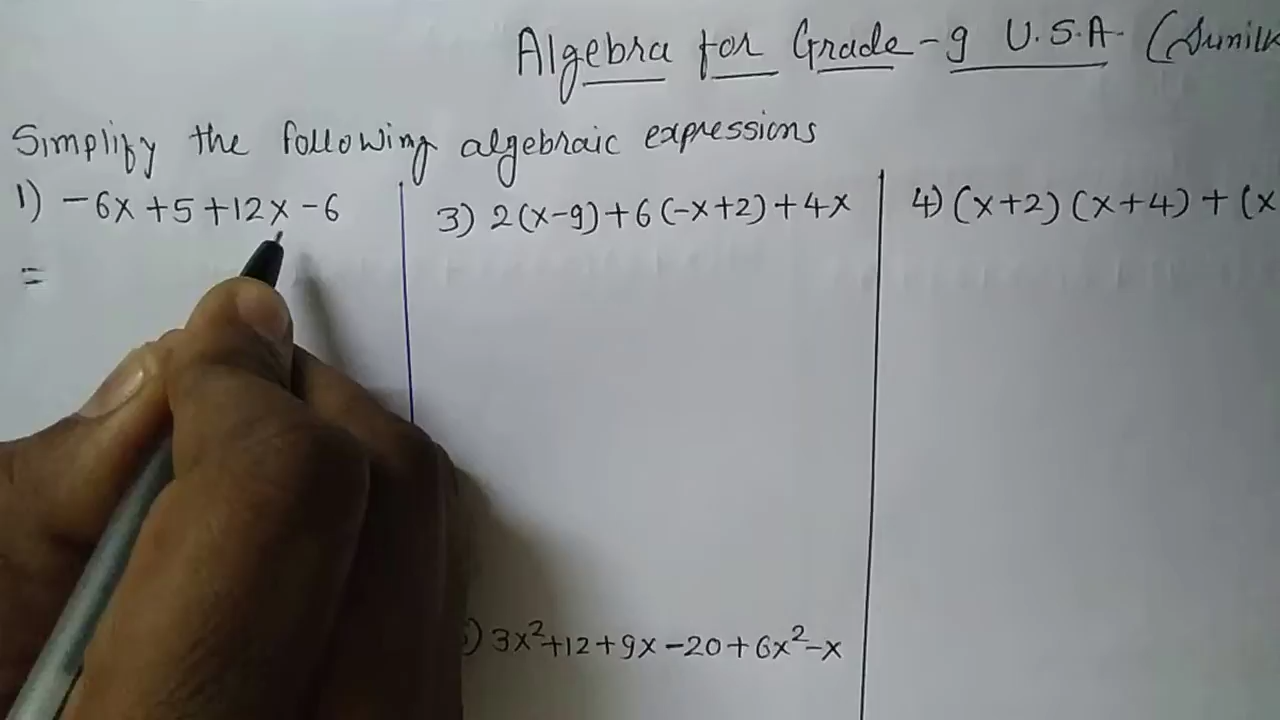 Algebra for Grade-9 U.S.A.
Simplify the following algebraic expressions
1) -6x +5 +12x -6
=
3) 2(x-9)+6(-x+2)+4x
4) (x+2) (x+4) + (x
) 3x²+12+9x-20+6x²-x